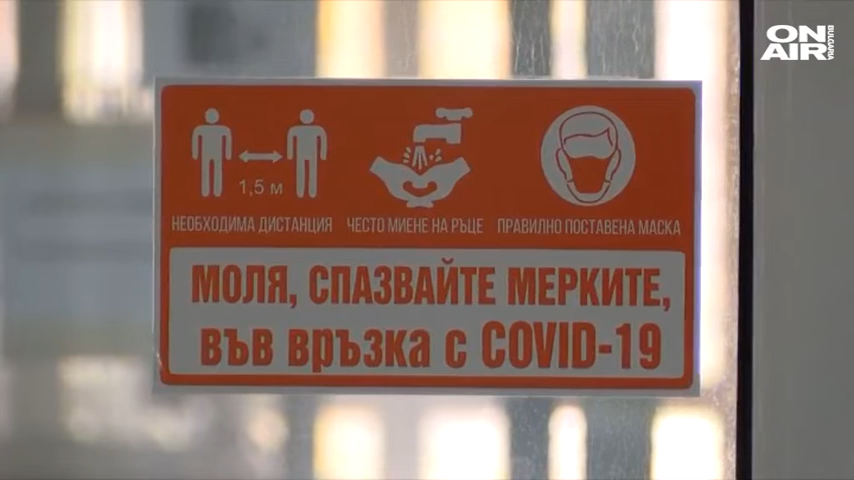 ON
AIR
BULGARIA
1,5 м
НЕОБХОДИМА ДИСТАНЦИЯ ЧЕСТО МИЕНЕ НА РЪЦЕ ПРАВИЛНО ПОСТАВЕНА МАСКА
МОЛЯ, СПАЗВАЙТЕ МЕРКИТЕ,
във връзка с COVID-19